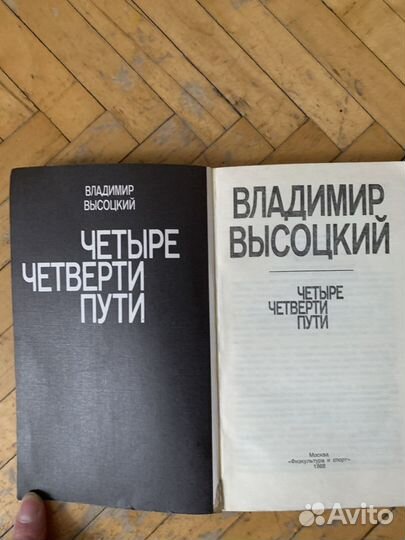 ВЛАДИМИР
ВЫСОЦКИЙ
ЧЕТЫРЕ
ЧЕТВЕРТИ
ПУТИ
ВЛАДИМИР
ВЫСОЦКИЙ
ЧЕТЫРЕ
ЧЕТВЕРТИ
ПУТИ
Москва
«Физкультура и спорт»
1988
Avito